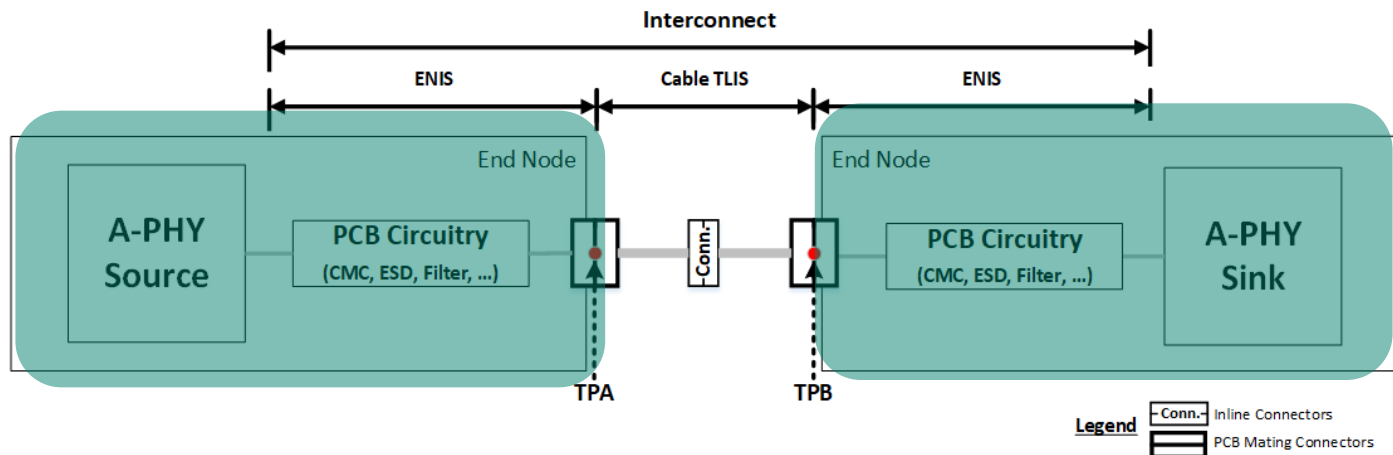 Interconnect
ENIS
Cable TLIS
ENIS
End Node
End Node
A-PHY
Source
PCB Circuitry
(CMC, ESD, Filter, ...)
-Conn.-
PCB Circuitry
(CMC, ESD, Filter, ...)
A-PHY
Sink
TPA
TPB
Legend
-Conn.- Inline Connectors
PCB Mating Connectors